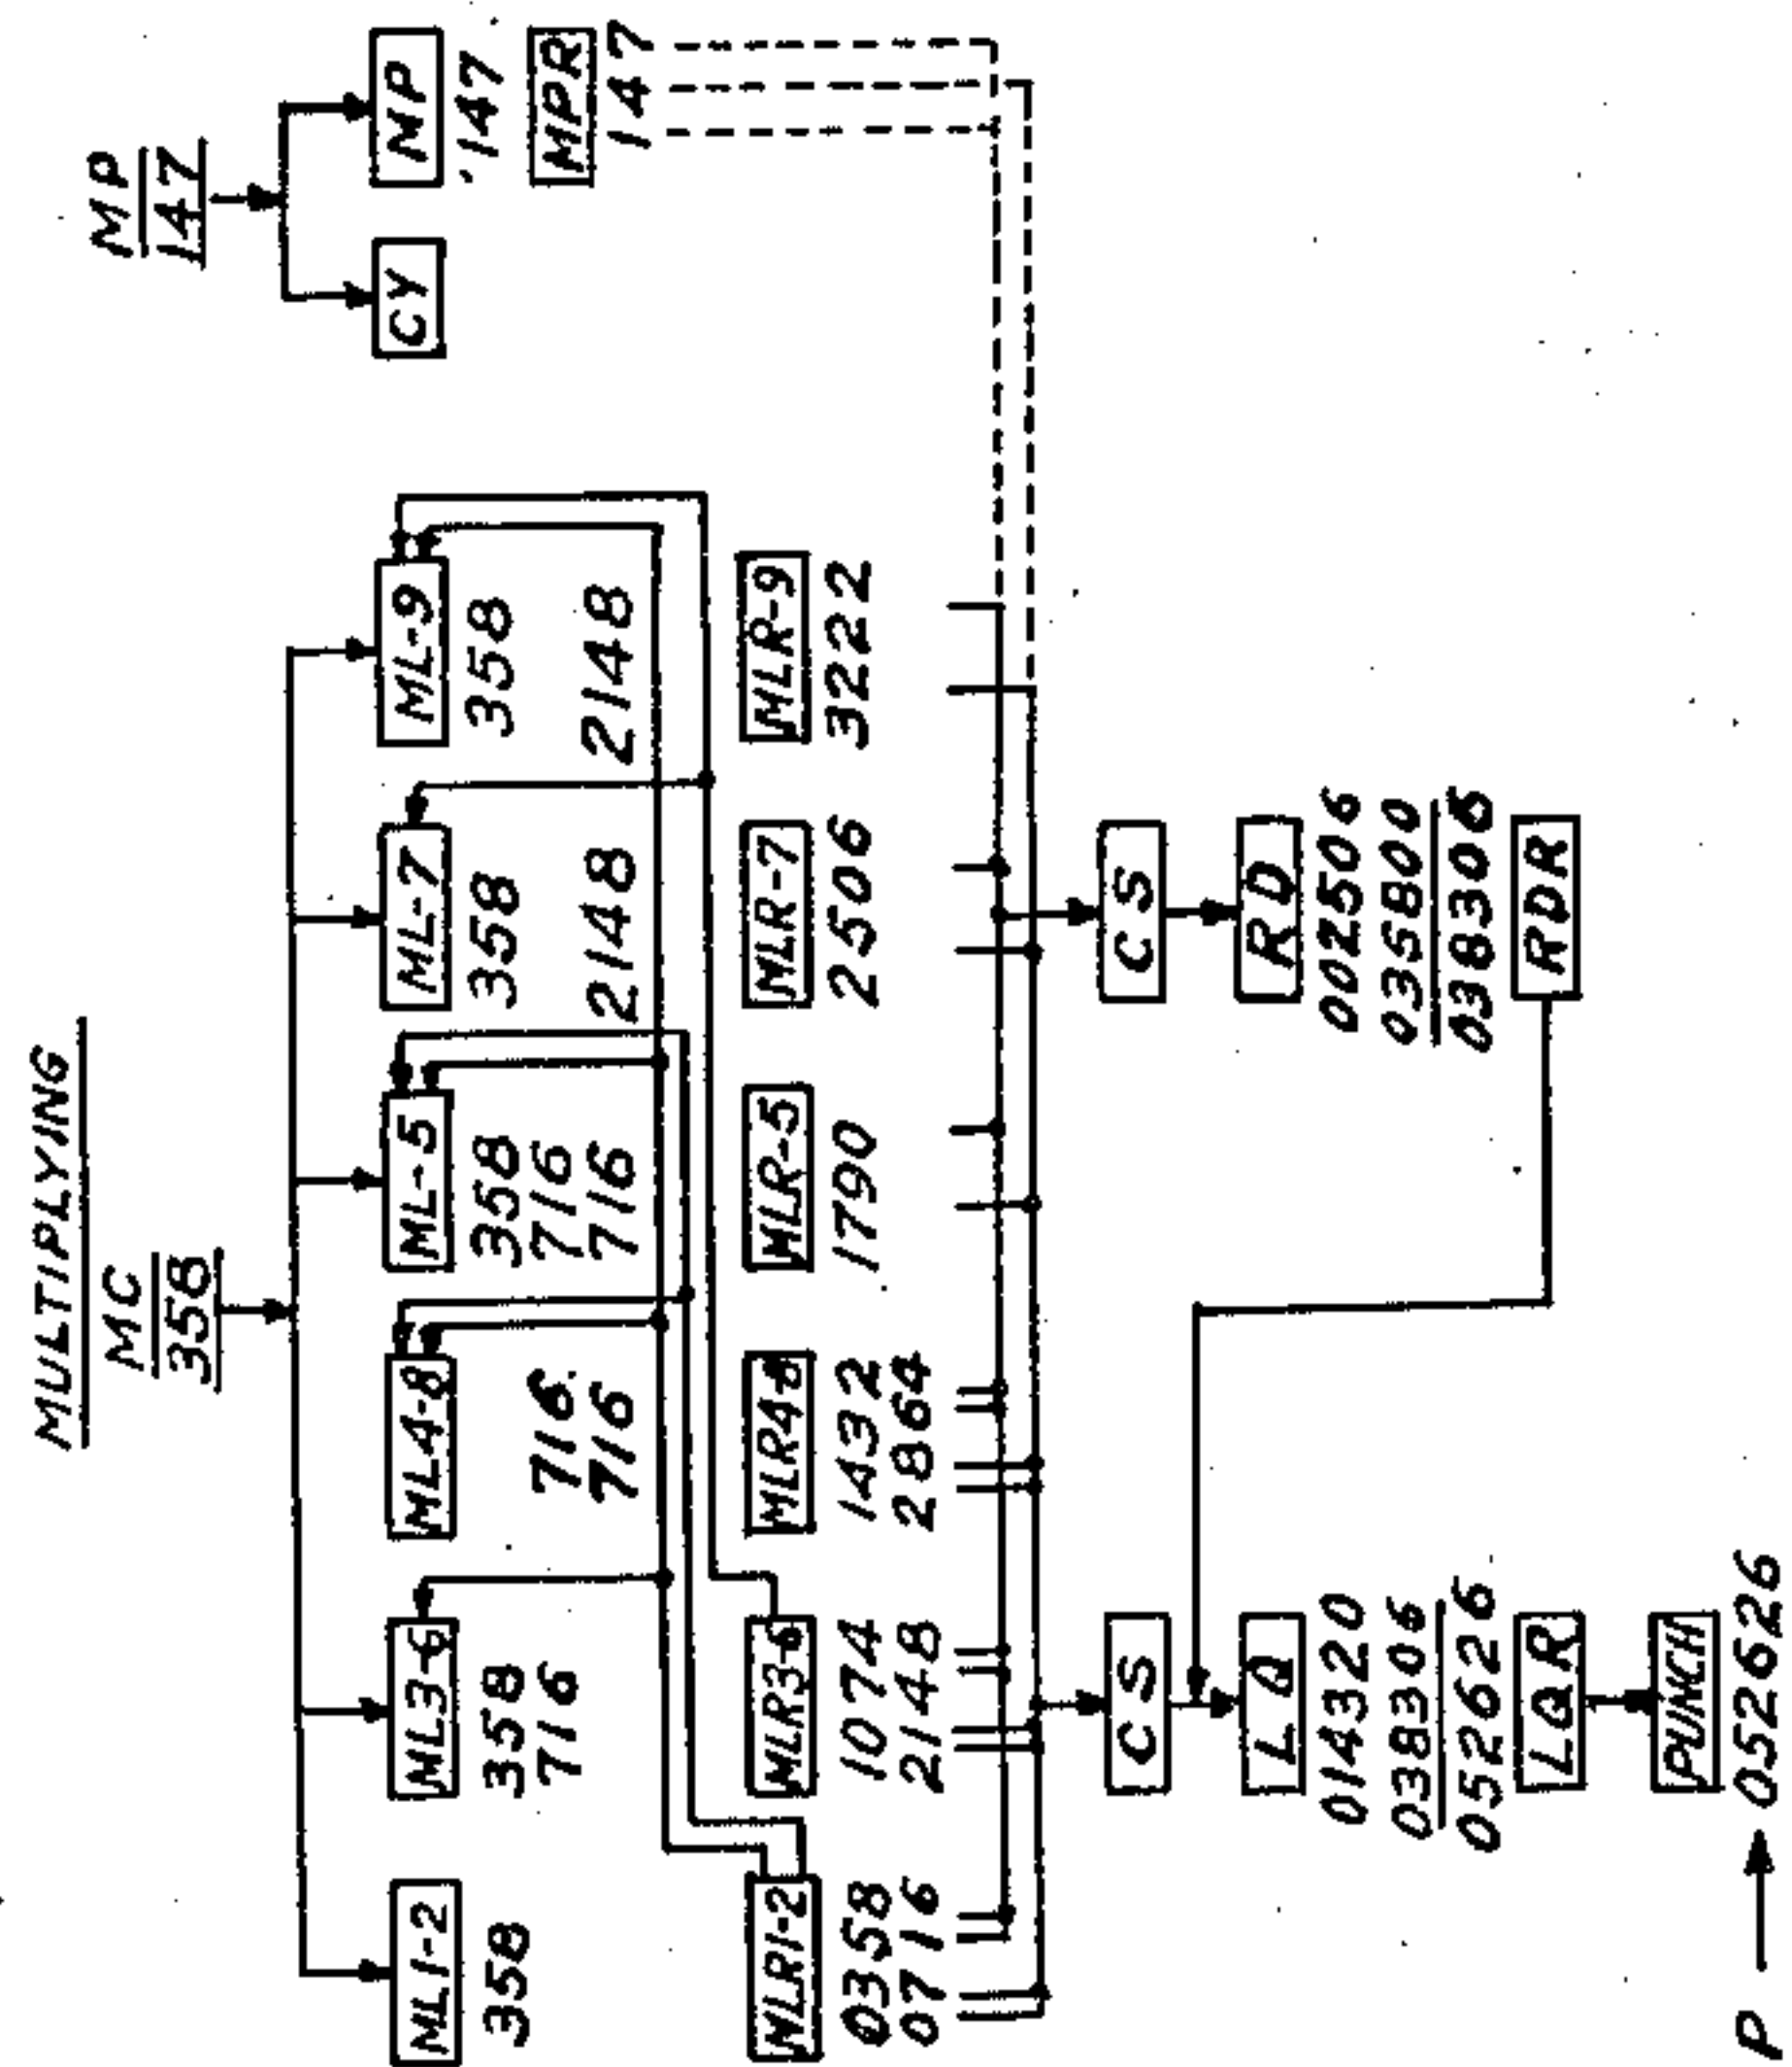 MULTIPLYING
MC
358
MP
147
ML1-2
ML3-6
ML4-8
ML-5
ML-7
ML-9
CY
MP
358
358
716
716
716
358
716
716
358
2148
358
2148
'147
MLR1-2
MLR3-6
MLR4-8
MLR-5
MLR-7
MLR-9
MPR
0358
0716
1074
2148
1432
2864
1790
2506
3222
147
CS
CS
LQ
RD
014320
038306
052626
002506
035800
038306
LQR
RDR
PUNCH
P 052626